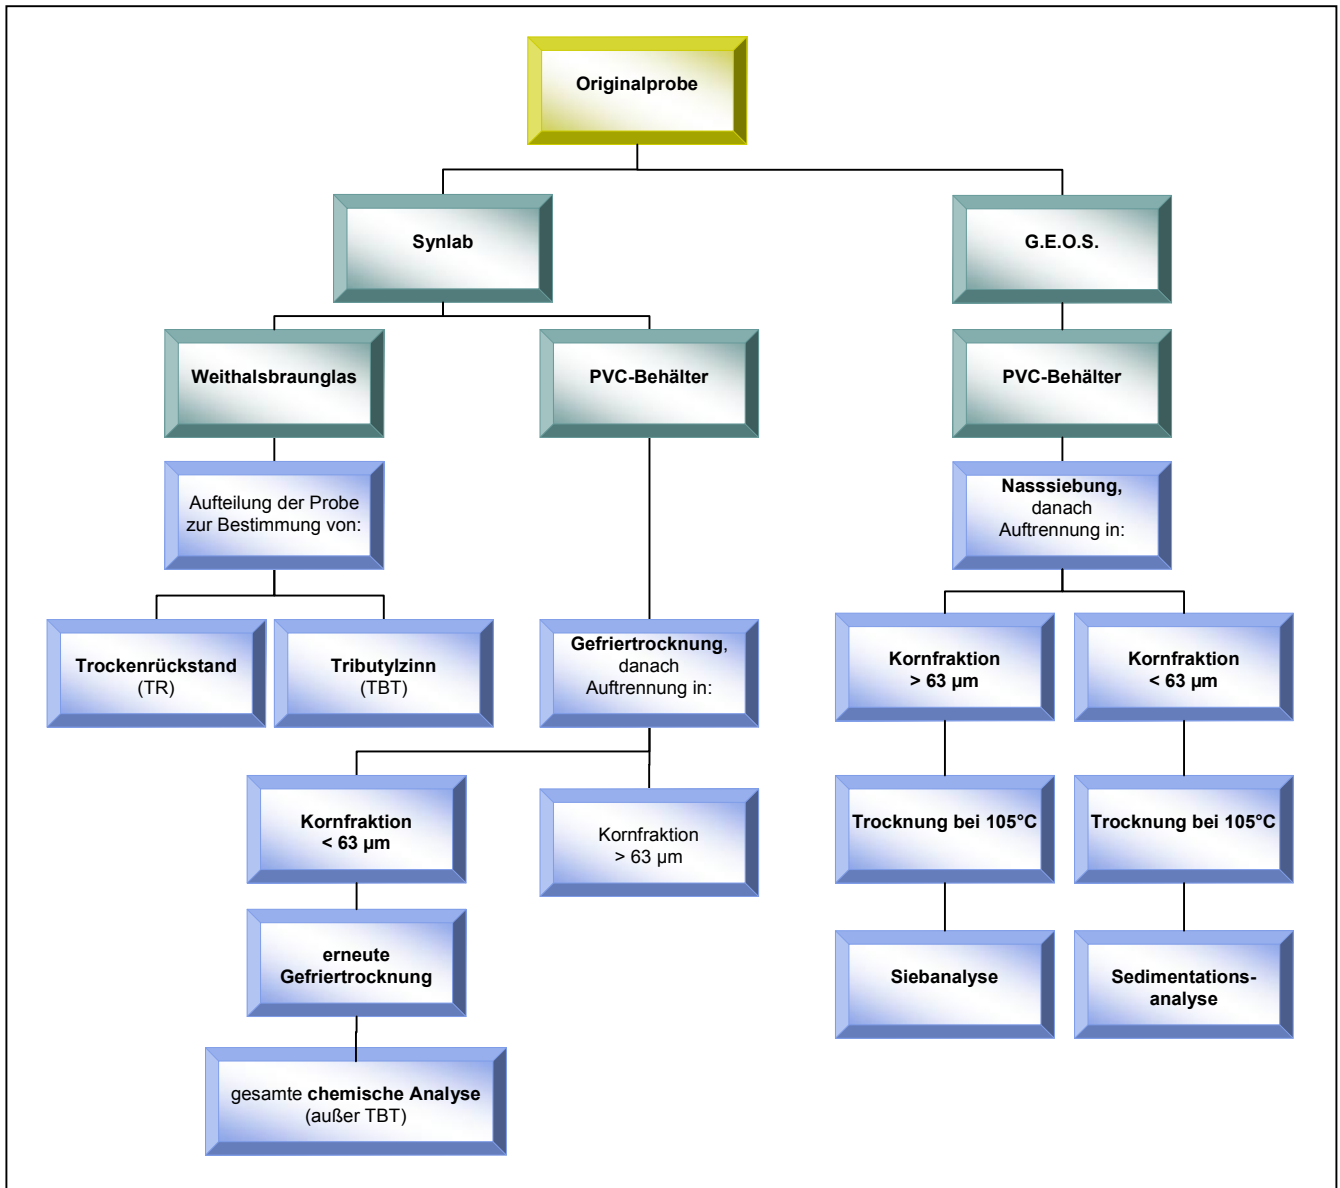 Originalprobe
Synlab
G.E.O.S.
Weithalsbraunglas
PVC-Behälter
PVC-Behälter
Aufteilung der Probe
zur Bestimmung von:
Nasssiebung,
danach
Auftrennung in:
Trockenrückstand
(TR)
Tributylzinn
(TBT)
Gefriertrocknung,
danach
Auftrennung in:
Kornfraktion
> 63 µm
Kornfraktion
< 63 µm
Kornfraktion
< 63 µm
Kornfraktion
> 63 µm
Trocknung bei 105°C
Trocknung bei 105°C
erneute
Gefriertrocknung
Siebanalyse
Sedimentations-
analyse
gesamte chemische Analyse
(außer TBT)